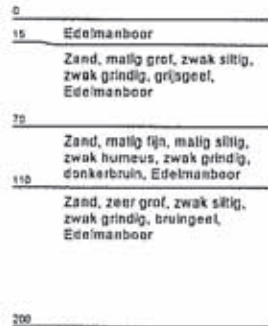 0
15 Edelmanboor
Zand, matig grof, zwak siltig,
zwak grindig, grijsgeel,
Edelmanboor
70
Zand, matig fijn, matig siltig,
zwak humeus, zwak grindig,
donkerbruin, Edelmanboor
110
Zand, zeer grof, zwak siltig,
zwak grindig, bruingeel,
Edelmanboor
200